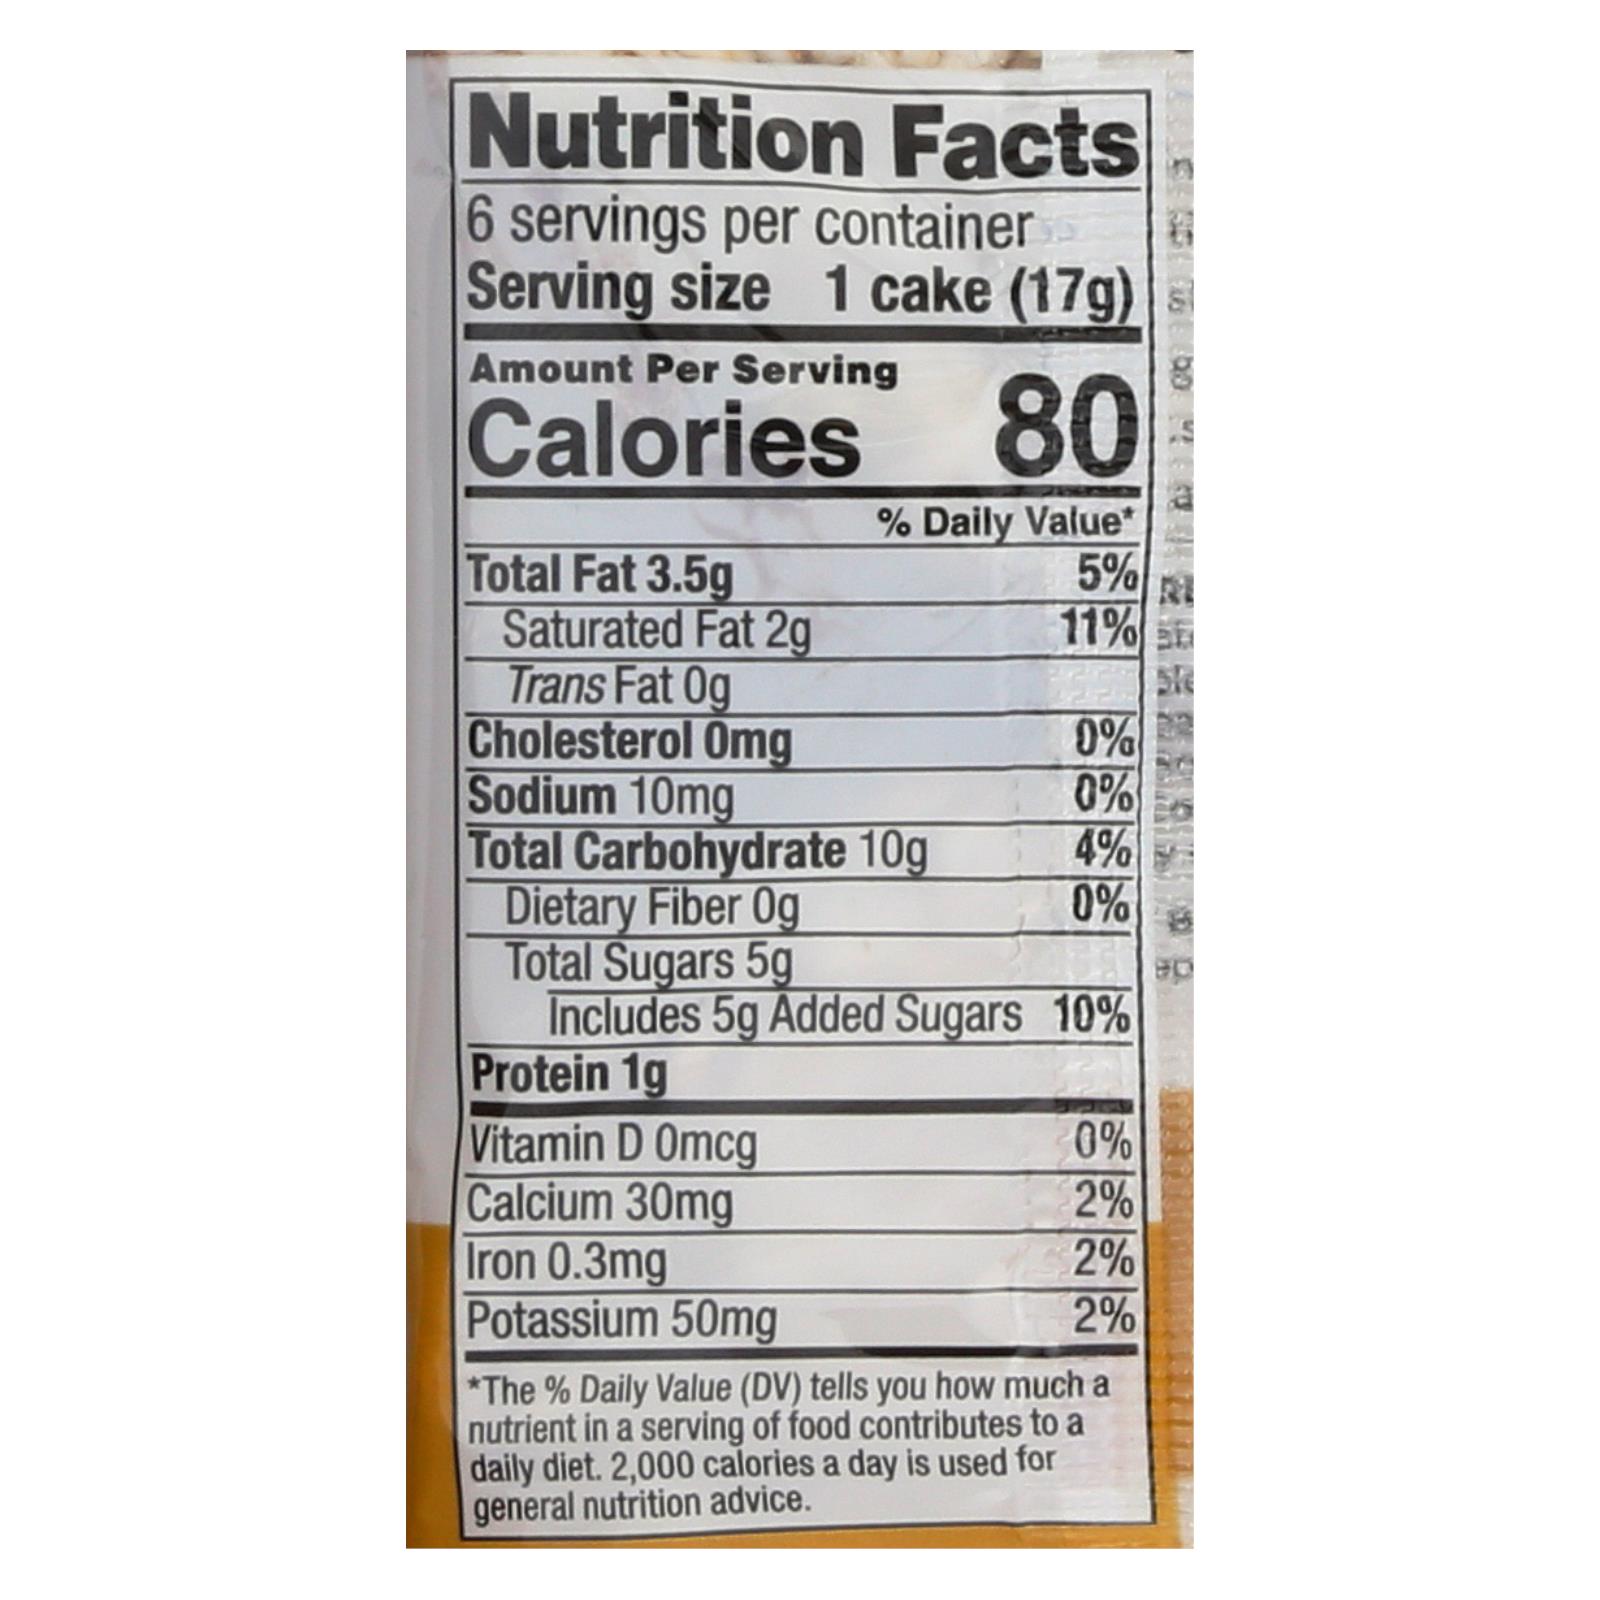 Nutrition Facts
6 servings per container
Serving size 1 cake (17g)
Amount Per Serving
Calories 80
% Daily Value*
Total Fat 3.5g 5%
Saturated Fat 2g 11%
Trans Fat 0g
Cholesterol 0mg 0%
Sodium 10mg 0%
Total Carbohydrate 10g 4%
Dietary Fiber 0g 0%
Total Sugars 5g
Includes 5g Added Sugars 10%
Protein 1g
Vitamin D 0mcg 0%
Calcium 30mg 2%
Iron 0.3mg 2%
Potassium 50mg 2%
*The % Daily Value (DV) tells you how much a
nutrient in a serving of food contributes to a
daily diet. 2,000 calories a day is used for
general nutrition advice.